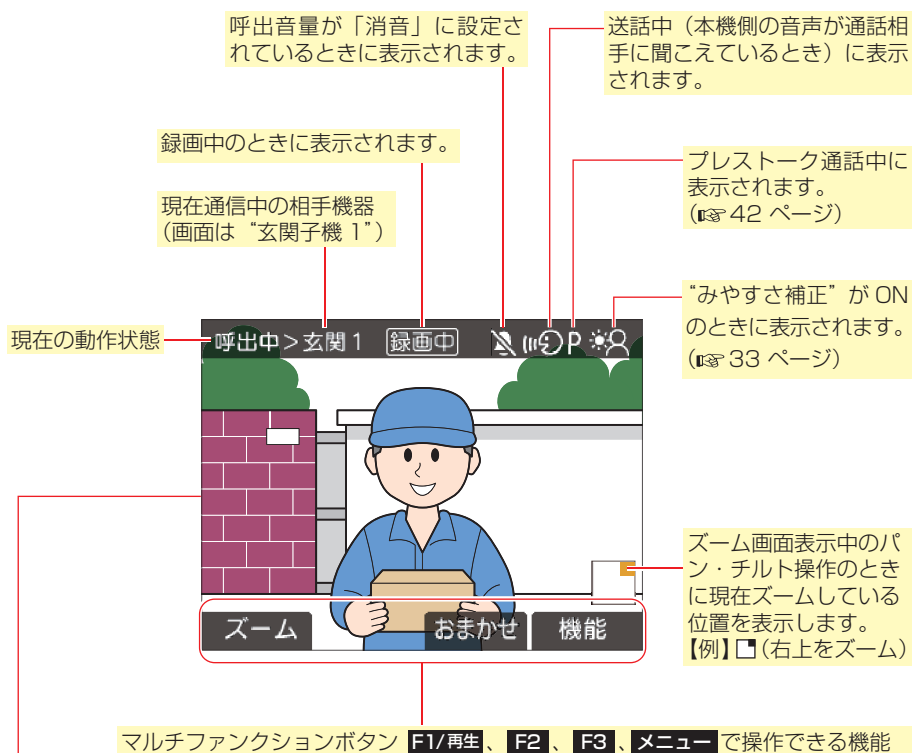 呼出音量が「消音」に設定さ
れているときに表示されます。
送話中（本機側の音声が通話相
手に聞こえているとき）に表示
されます。
録画中のときに表示されます。
プレストーク通話中に
表示されます。
（☞42 ページ）
現在通信中の相手機器
（画面は “玄関子機 1”）
“みやすさ補正” が ON
のときに表示されます。
（☞33 ページ）
現在の動作状態
呼出中>玄関1 録画中 P
ズーム画面表示中のパ
ン・チルト操作のとき
に現在ズームしている
位置を表示します。
【例】（右上をズーム）
ズーム おまかせ 機能
マルチファンクションボタン F1/再生、 F2 、 F3 、メニュー で操作できる機能